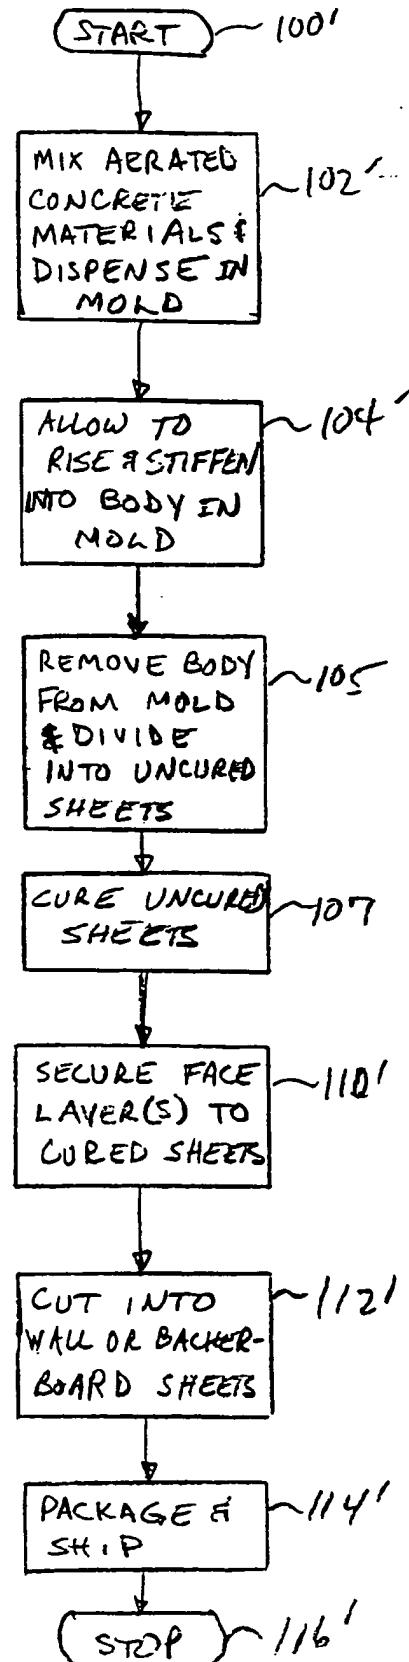 START
100'
MIX AERATED
CONCRETE
MATERIALS &
DISPENSE IN
MOLD
102'
ALLOW TO
RISE & STIFFEN
INTO BODY IN
MOLD
104'
REMOVE BODY
FROM MOLD
& DIVIDE
INTO UNCURED
SHEETS
105
CURE UNCURED
SHEETS
107
SECURE FACE
LAYER(S) TO
CURED SHEETS
110'
CUT INTO
WALL OR BACKER-
BOARD SHEETS
112'
PACKAGE &
SHIP
114'
STOP
116'